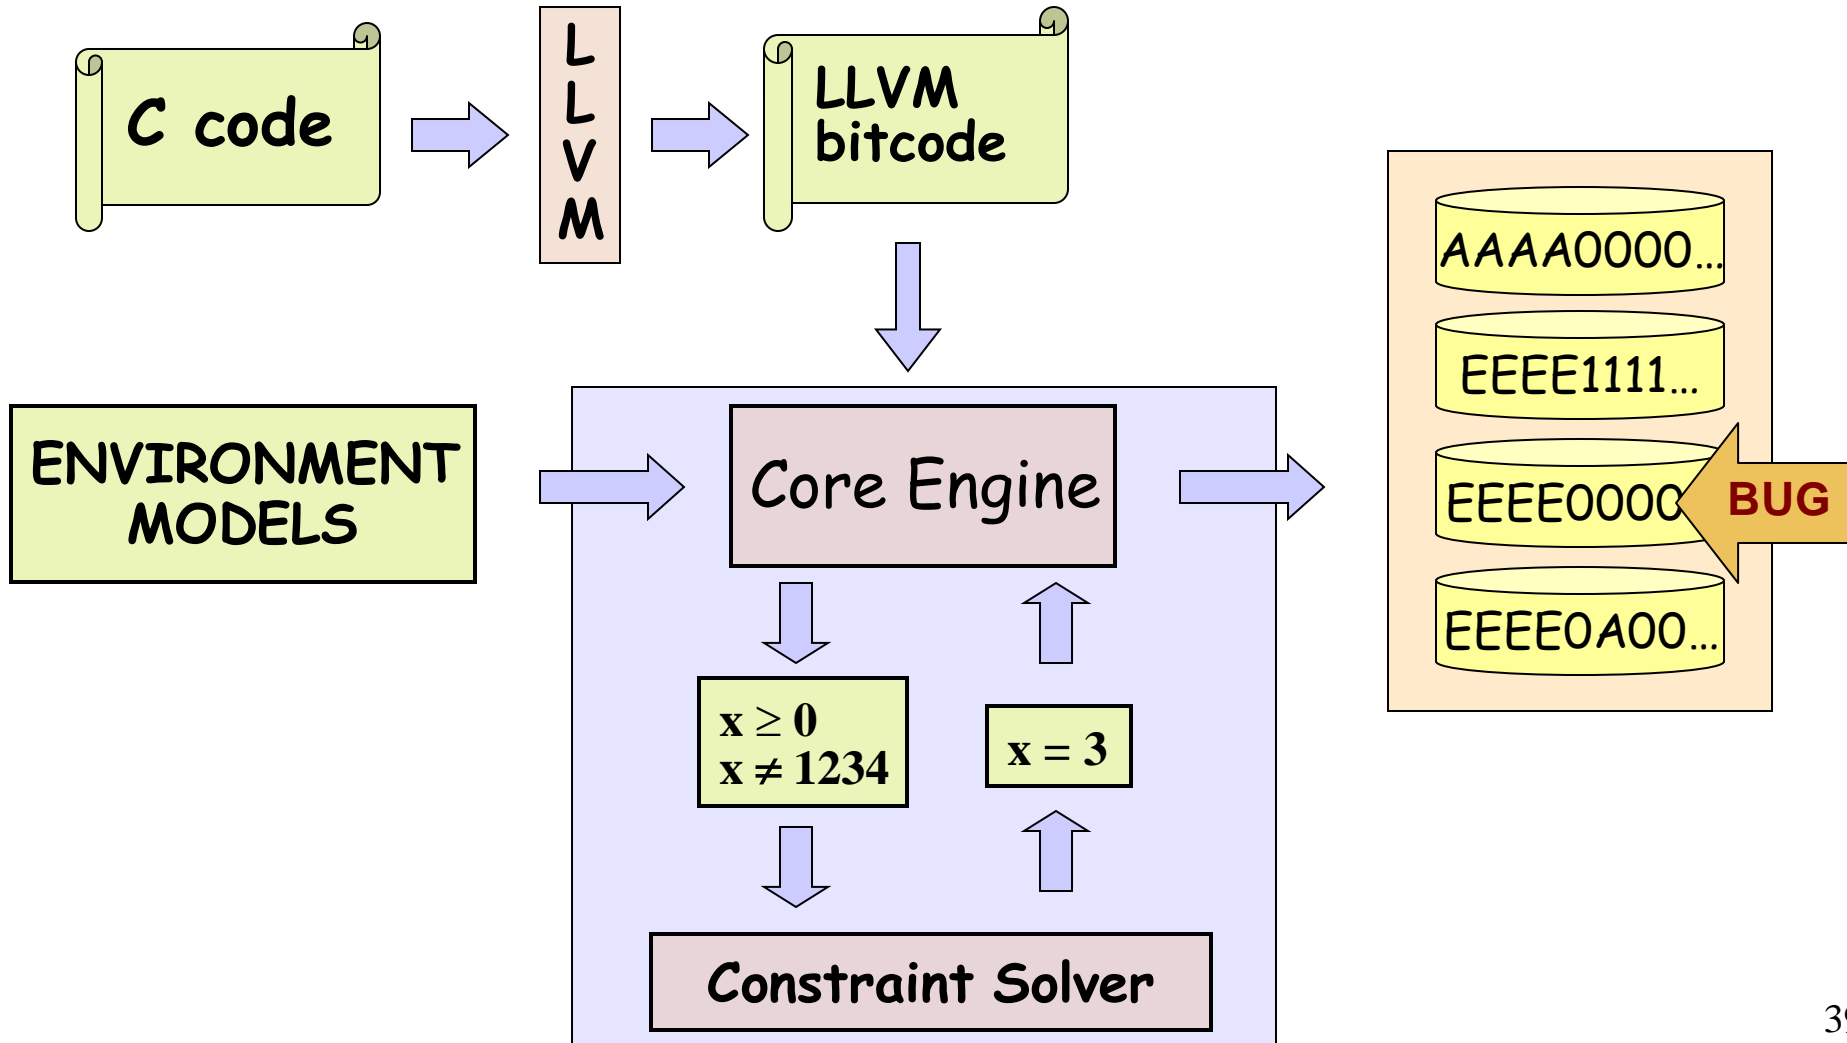 C code
L
L
V
M
LLVM
bitcode
ENVIRONMENT
MODELS
Core Engine
x ≥ 0
x ≠ 1234
x = 3
Constraint Solver
AAAA0000...
EEEE1111...
EEEE0000
BUG
EEEE0A00...